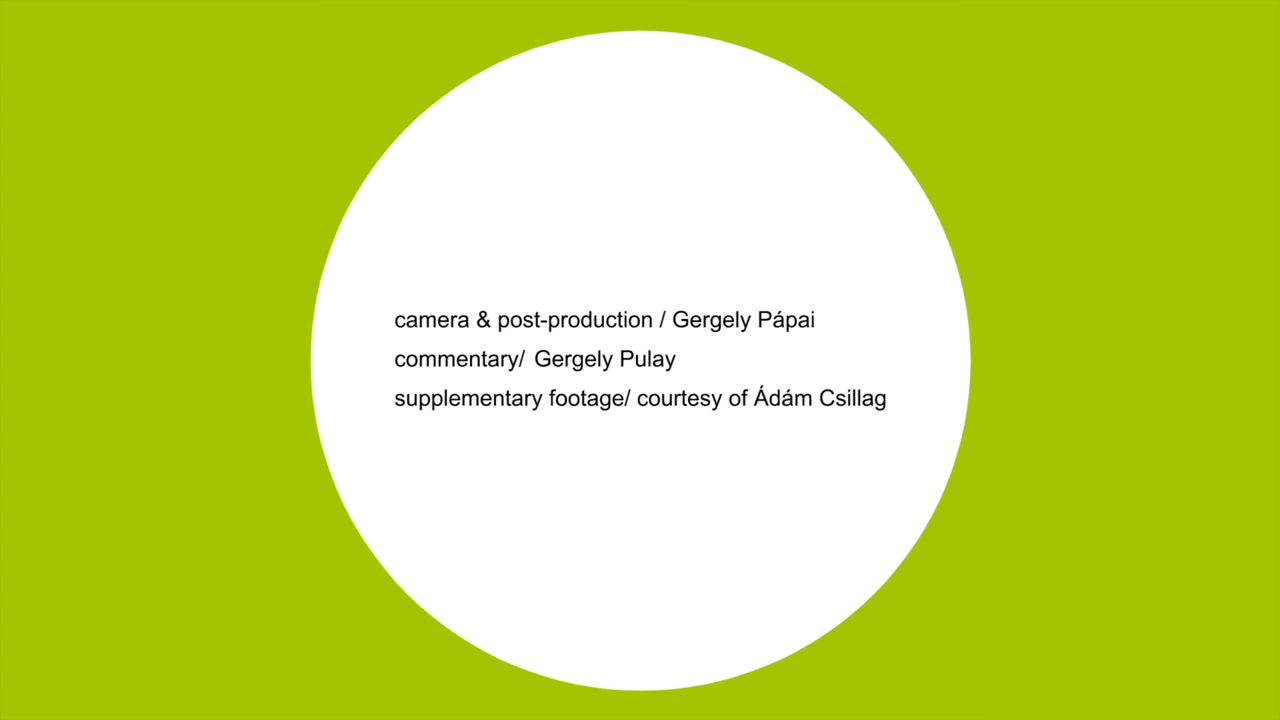 camera & post-production / Gergely Pápai
commentary/ Gergely Pulay
supplementary footage/ courtesy of Ádám Csillag